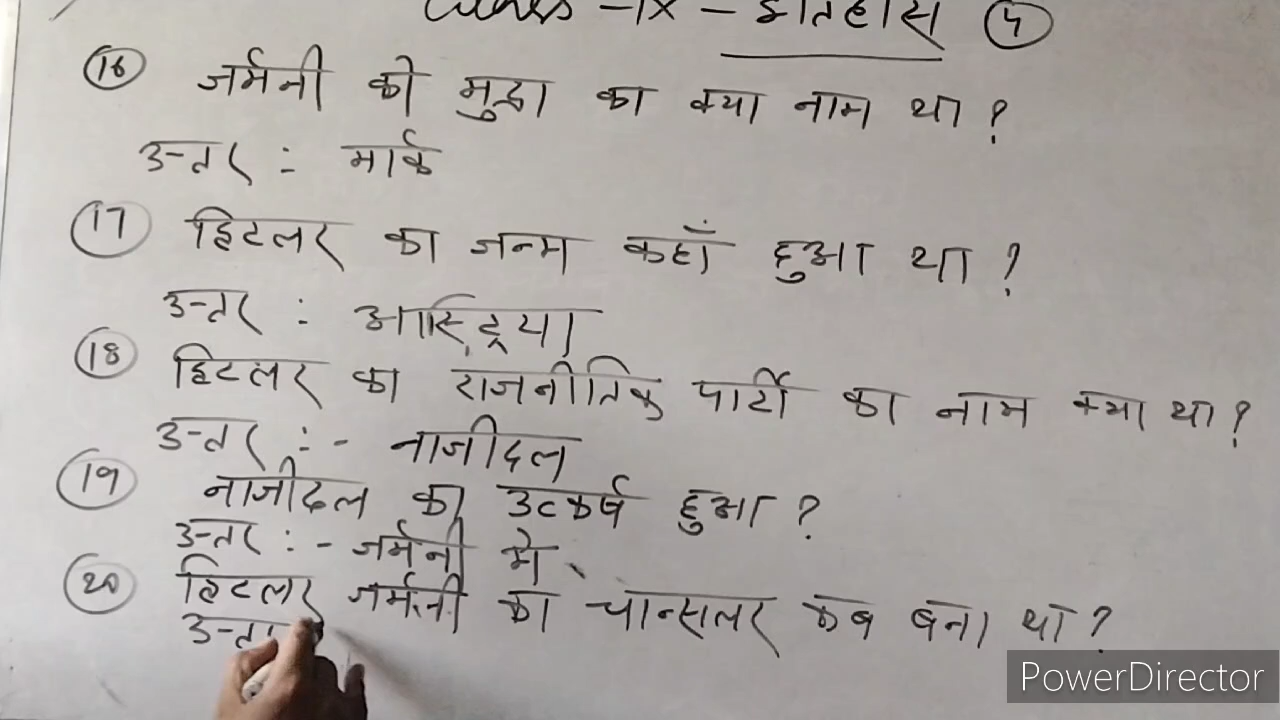 Class - IX - इतिहास ५
16 जर्मनी की मुद्रा का क्या नाम था ?
उत्तर : मार्क
17 हिटलर का जन्म कहाँ हुआ था ?
उत्तर : आस्ट्रिया
18 हिटलर का राजनीतिक पार्टी का नाम क्या था ?
उत्तर :- नाजीदल
19 नाजीदल का उत्कर्ष हुआ ?
उत्तर :- जर्मनी में
20 हिटलर जर्मनी का चान्सलर कब बना था ?
PowerDirector